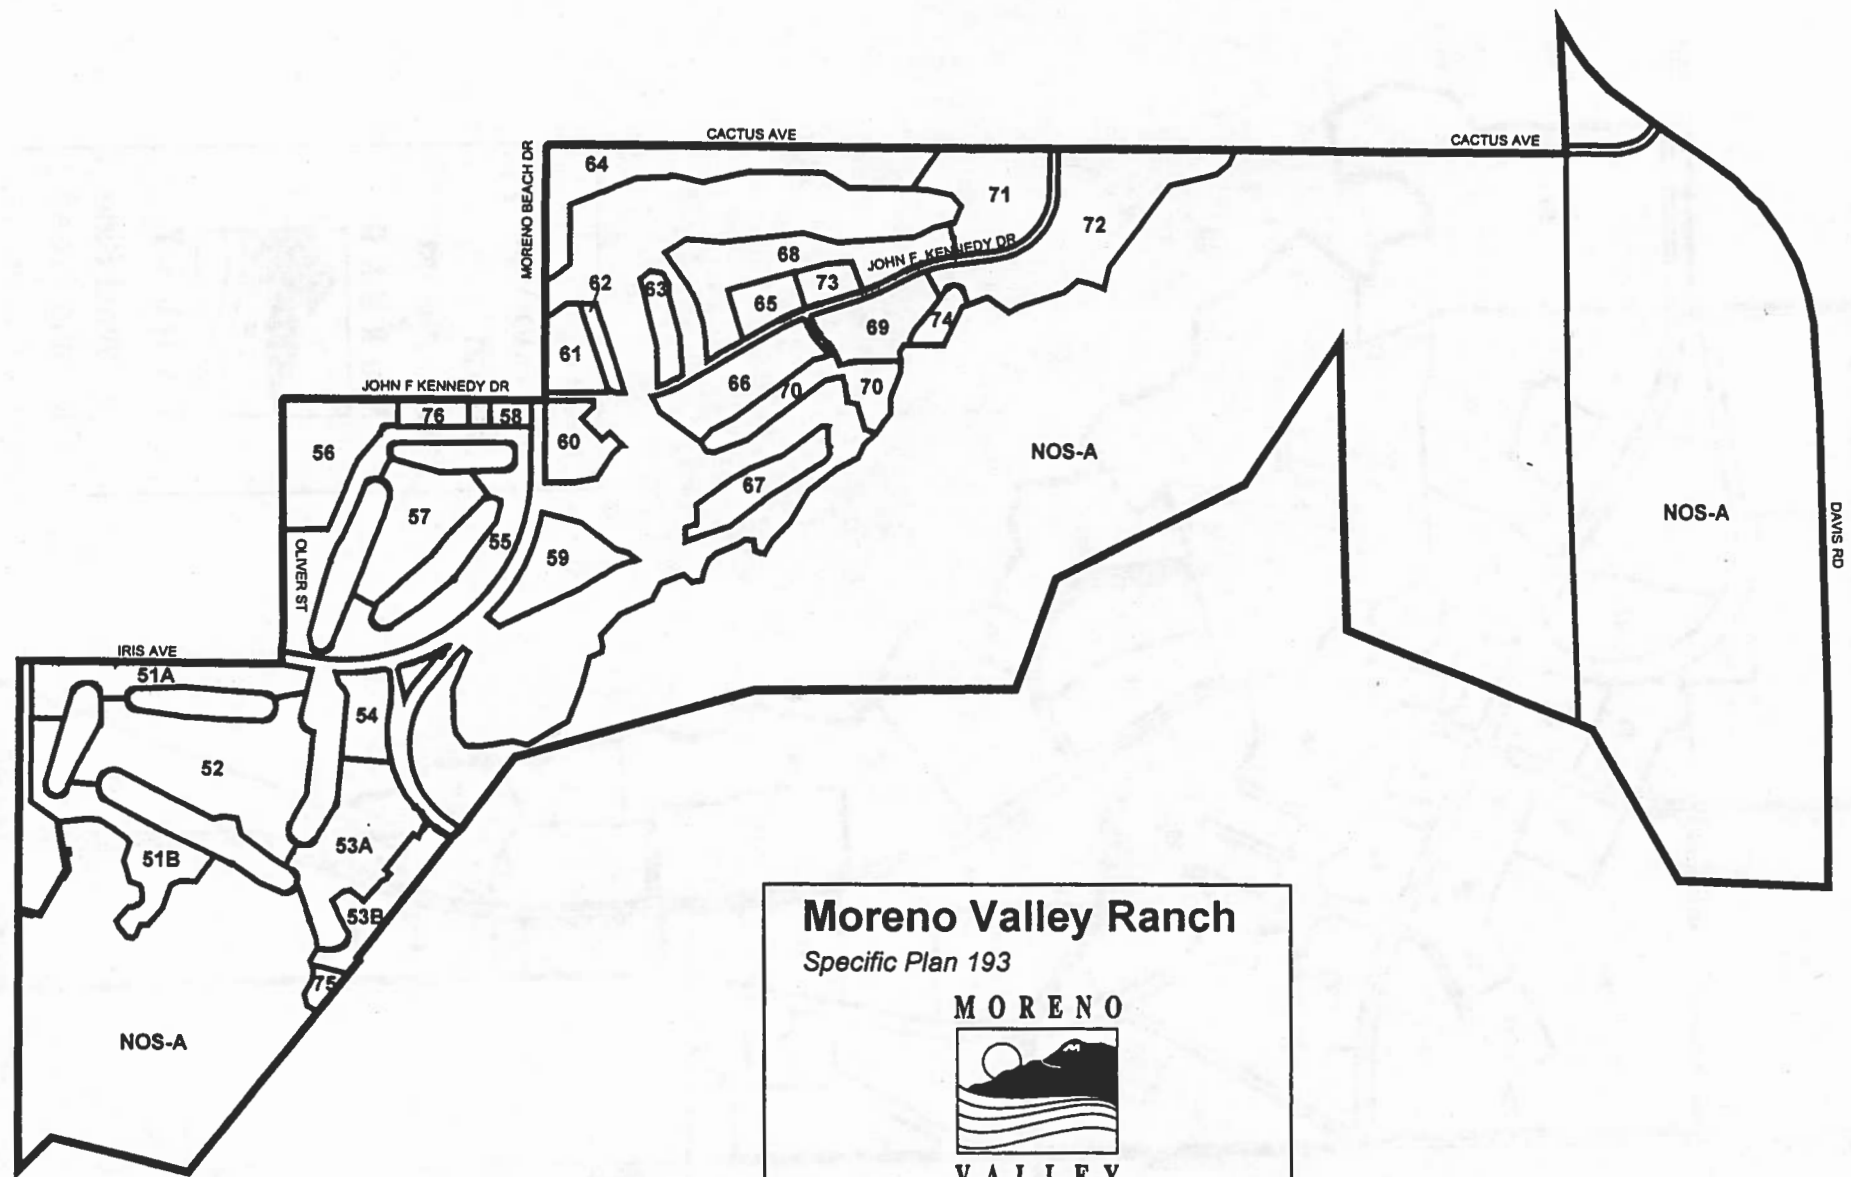 CACTUS AVE
CACTUS AVE
MORENO BEACH DR
64
71
72
JOHN F KENNEDY DR
68
62
63
73
65
69
74
61
66
70
70
JOHN F KENNEDY DR
76
58
56
60
NOS-A
67
57
55
59
NOS-A
DAVIS RD
OLIVER ST
IRIS AVE
51A
54
52
53A
51B
53B
75
NOS-A
Moreno Valley Ranch
Specific Plan 193
MORENO
VALLEY